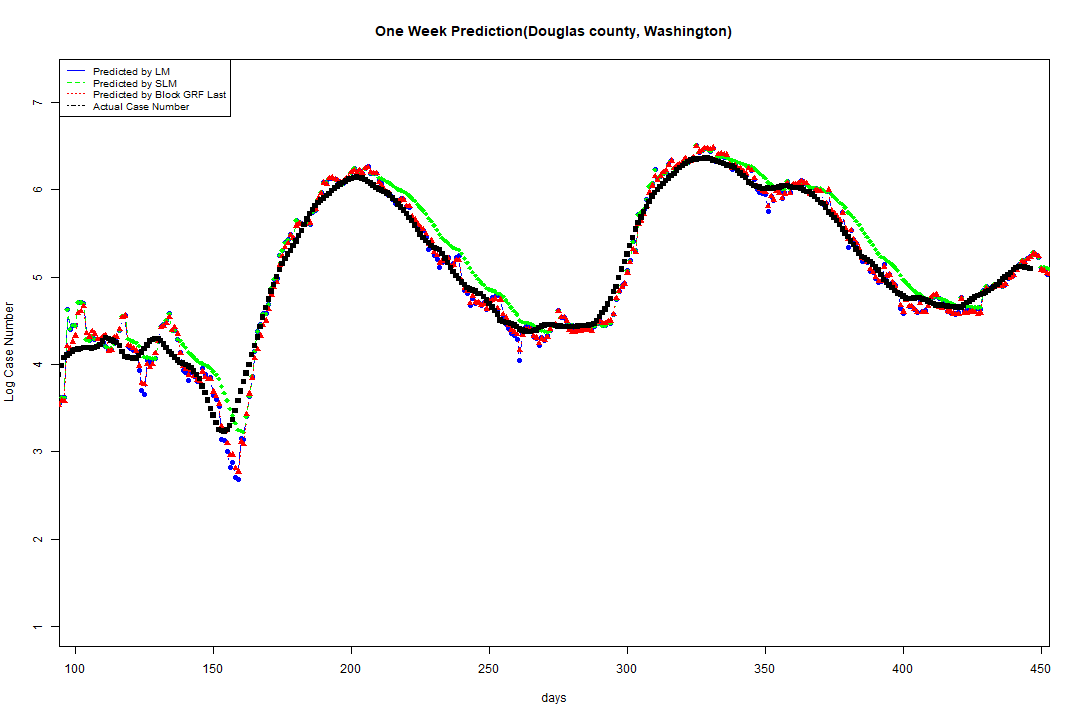 One Week Prediction(Douglas county, Washington)
Predicted by LM
Predicted by SLM
Predicted by Block GRF Last
Actual Case Number
7
6
5
4
3
2
1
Log Case Number
100 150 200 250 300 350 400 450
days